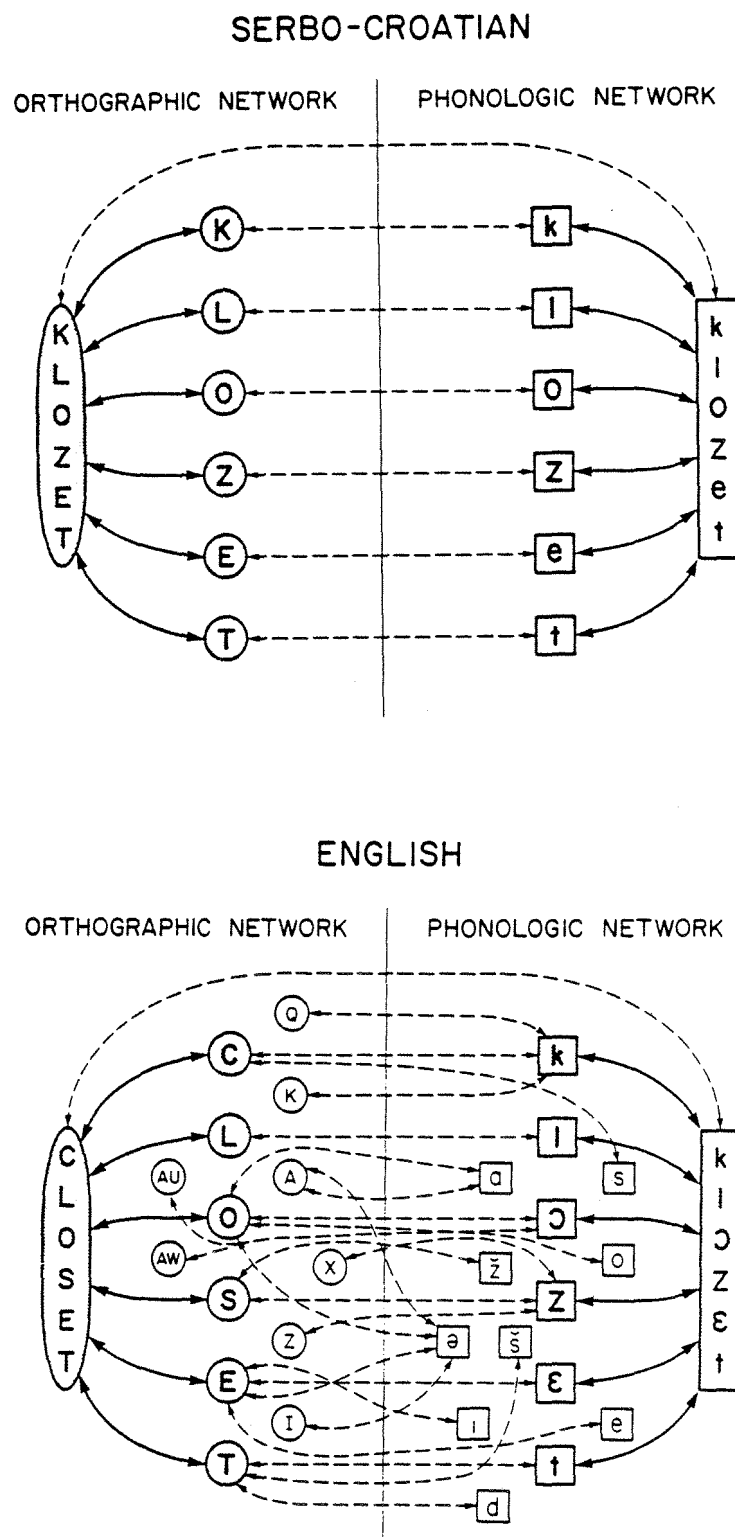 SERBO-CROATIAN
ORTHOGRAPHIC NETWORK PHONOLOGIC NETWORK
K k
L l
O o
Z z
E e
T t
KLOZET klozet
ENGLISH
ORTHOGRAPHIC NETWORK PHONOLOGIC NETWORK
Q
C k
K
L l
AU A a s
O ɔ
AW X ž o
S z
Z ə š
E ɛ
I ı e
T t
d
CLOSET klɔzɛt